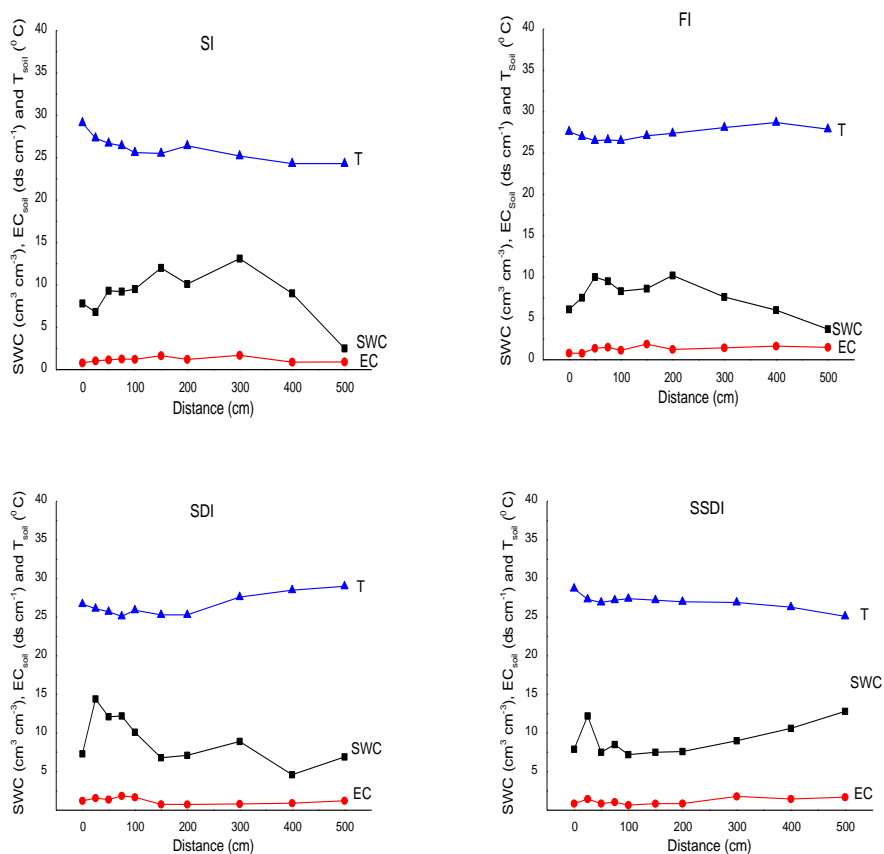 SI
SWC (cm³ cm⁻³), EC_soil (ds cm⁻¹) and T_soil (⁰C)
40
35
30
25
20
15
10
5
0
T
SWC
EC
0 100 200 300 400 500
Distance (cm)
FI
SWC (cm³ cm⁻³), EC_Soil (ds cm⁻¹) and T_Soil (⁰C)
40
35
30
25
20
15
10
5
0
T
SWC
EC
0 100 200 300 400 500
Distance (cm)
SDI
SWC (cm³ cm⁻³), EC_soil (ds cm⁻¹) and T_soil (⁰C)
40
35
30
25
20
15
10
5
T
SWC
EC
0 100 200 300 400 500
Distance (cm)
SSDI
SWC (cm³ cm⁻³), EC_soil (ds cm⁻¹) and T_soil (⁰C)
40
35
30
25
20
15
10
5
T
SWC
EC
0 100 200 300 400 500
Distance (cm)